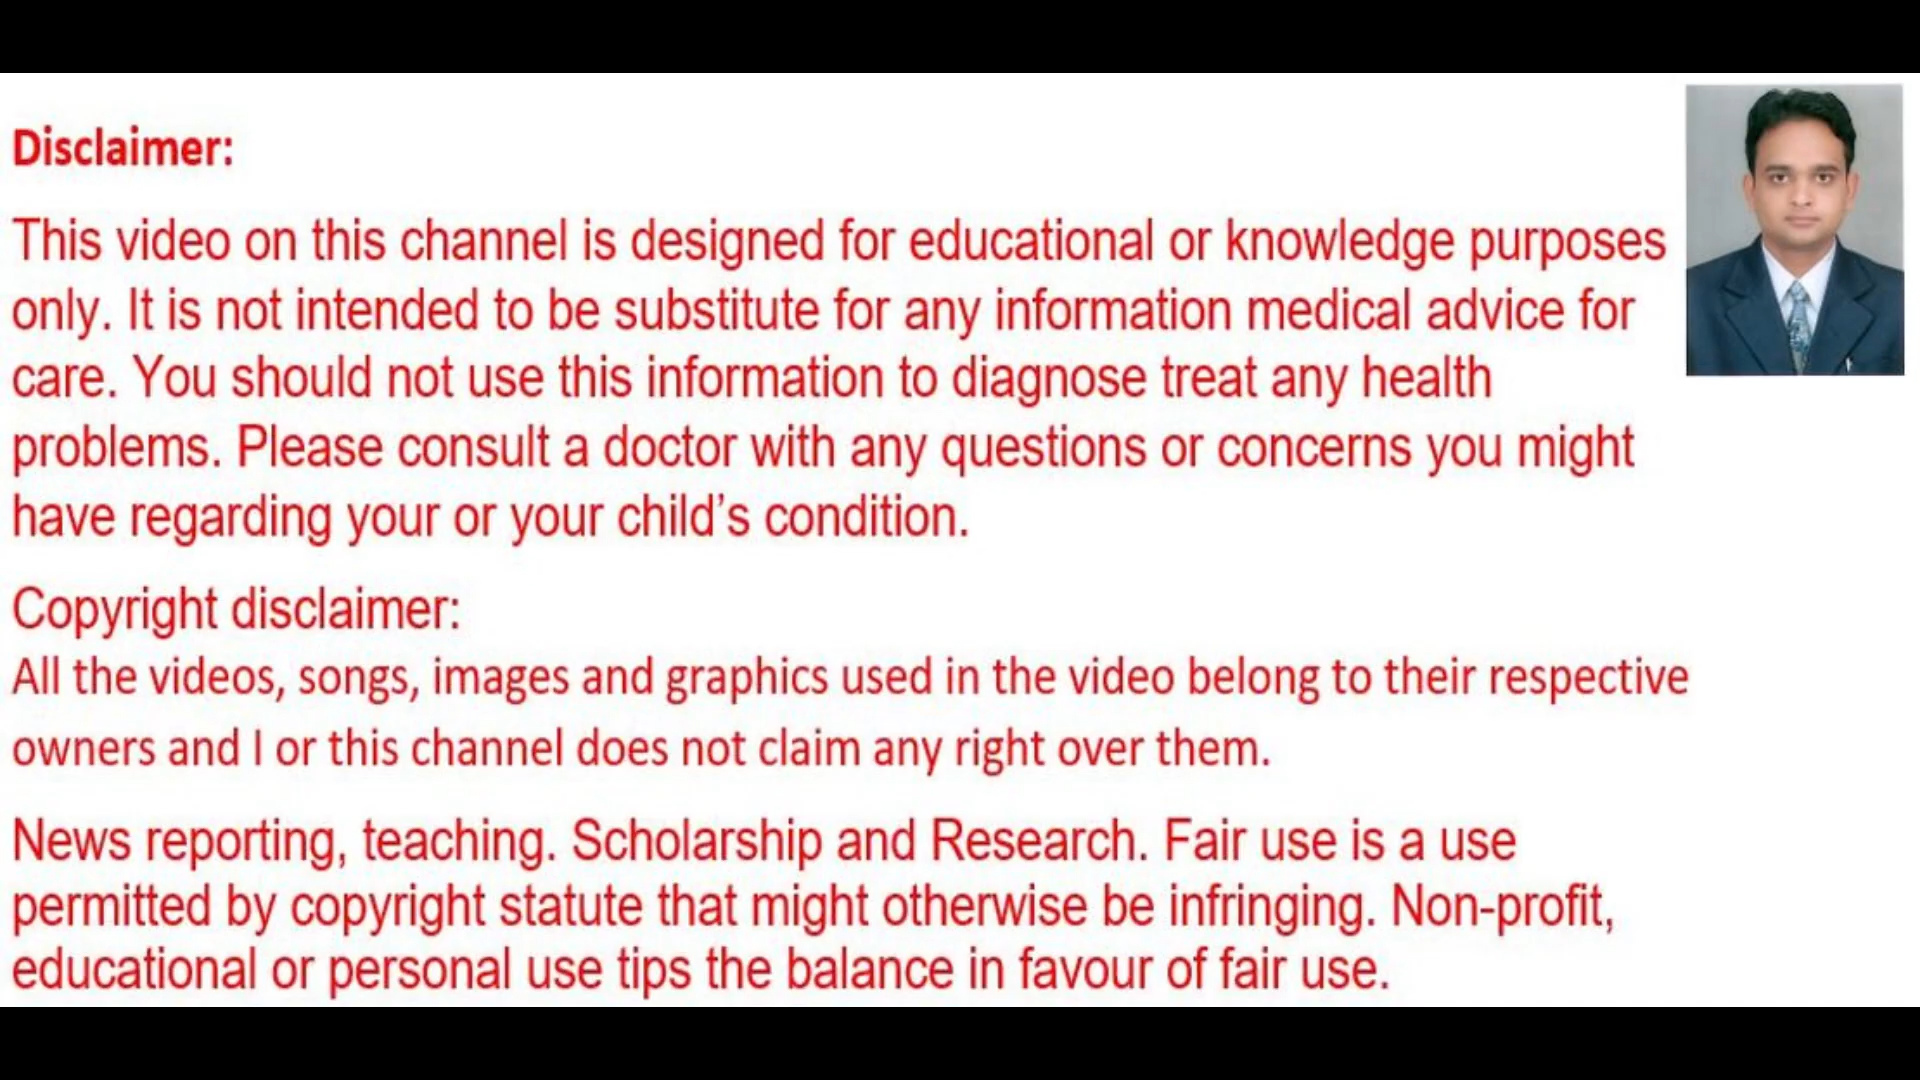 Disclaimer:
This video on this channel is designed for educational or knowledge purposes
only. It is not intended to be substitute for any information medical advice for
care. You should not use this information to diagnose treat any health
problems. Please consult a doctor with any questions or concerns you might
have regarding your or your child’s condition.
Copyright disclaimer:
All the videos, songs, images and graphics used in the video belong to their respective
owners and I or this channel does not claim any right over them.
News reporting, teaching. Scholarship and Research. Fair use is a use
permitted by copyright statute that might otherwise be infringing. Non-profit,
educational or personal use tips the balance in favour of fair use.